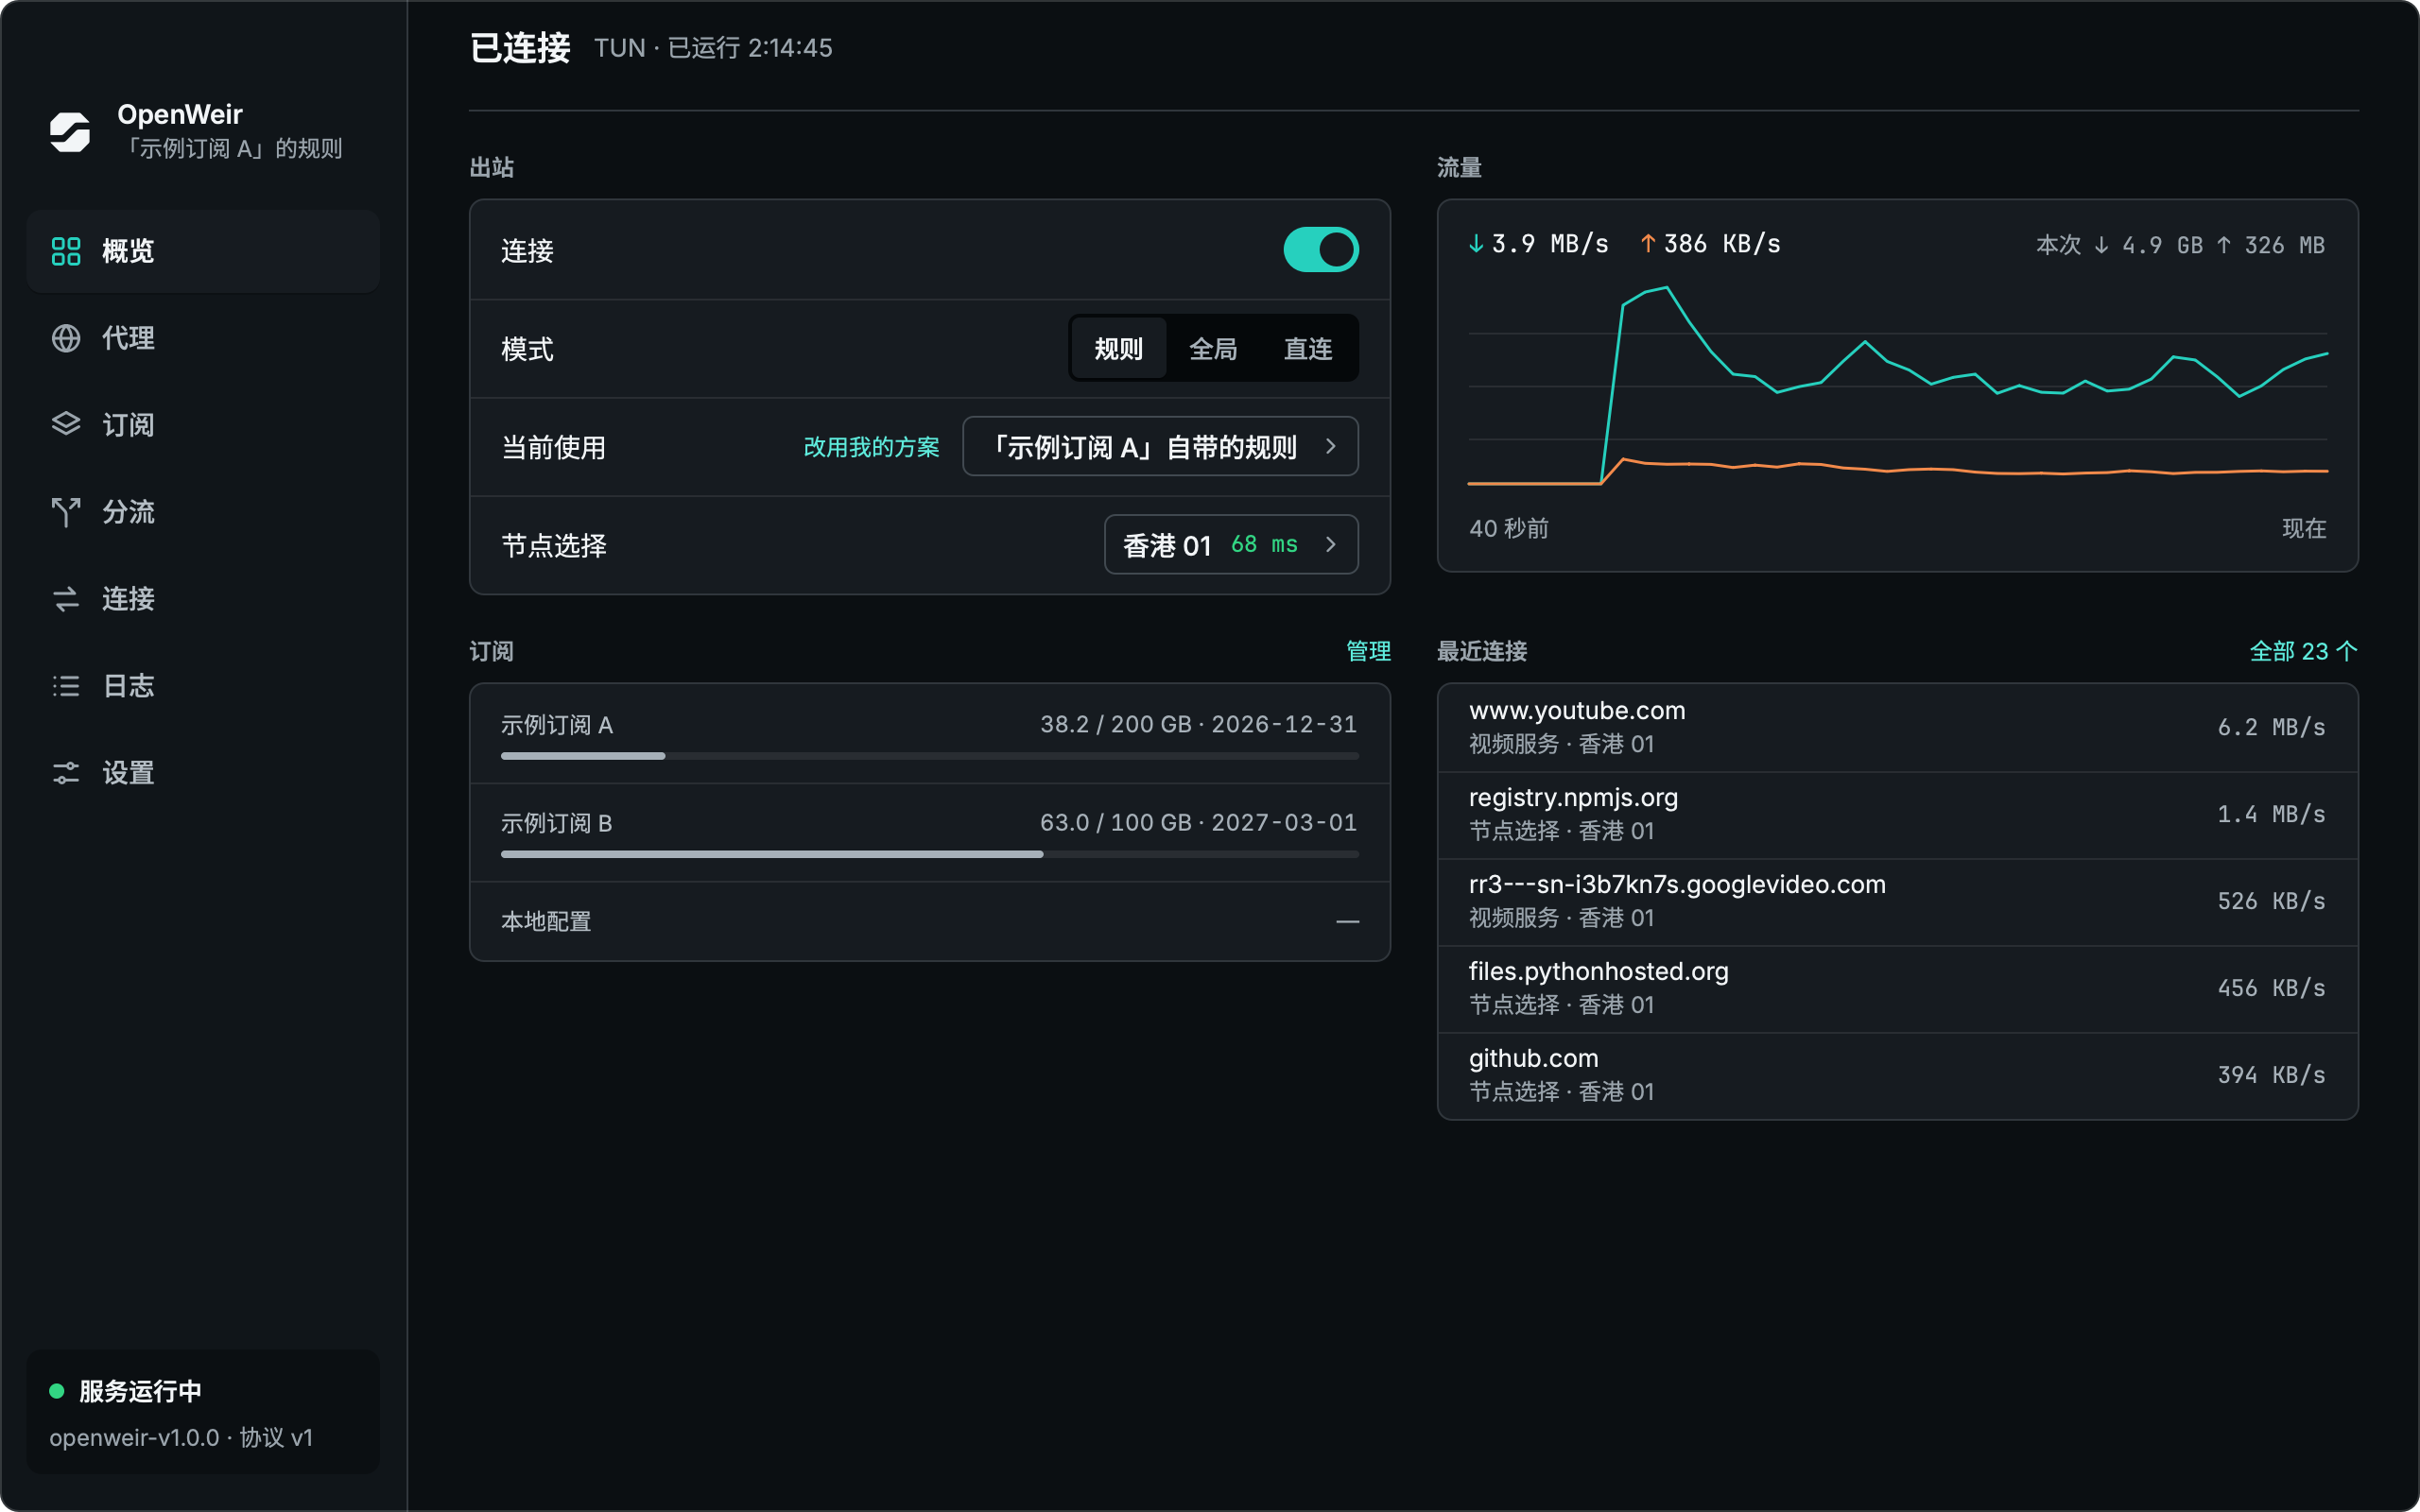 OpenWeir
「示例订阅 A」的规则
概览
代理
订阅
分流
连接
日志
设置
服务运行中
openweir-v1.0.0 · 协议 v1
已连接 TUN · 已运行 2:14:45
出站
连接
模式 规则 全局 直连
当前使用 改用我的方案 「示例订阅 A」自带的规则
节点选择 香港 01 68 ms
流量
↓ 3.9 MB/s ↑ 386 KB/s 本次 ↓ 4.9 GB ↑ 326 MB
40 秒前 现在
订阅 管理
示例订阅 A 38.2 / 200 GB · 2026-12-31
示例订阅 B 63.0 / 100 GB · 2027-03-01
本地配置 —
最近连接 全部 23 个
www.youtube.com
视频服务 · 香港 01
6.2 MB/s
registry.npmjs.org
节点选择 · 香港 01
1.4 MB/s
rr3---sn-i3b7kn7s.googlevideo.com
视频服务 · 香港 01
526 KB/s
files.pythonhosted.org
节点选择 · 香港 01
456 KB/s
github.com
节点选择 · 香港 01
394 KB/s